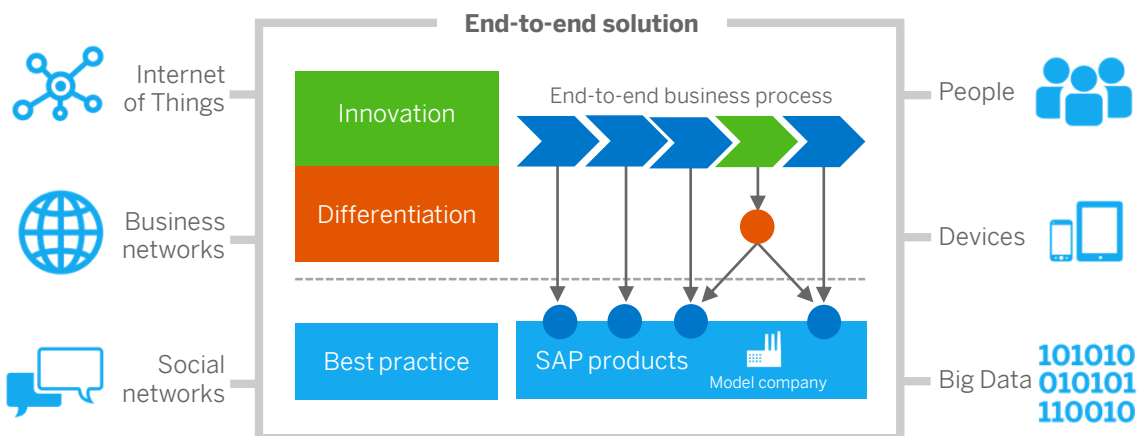 End-to-end solution
Internet
of Things
Business
networks
Social
networks
Innovation
Differentiation
Best practice
End-to-end business process
SAP products
Model company
People
Devices
Big Data
101010
010101
110010